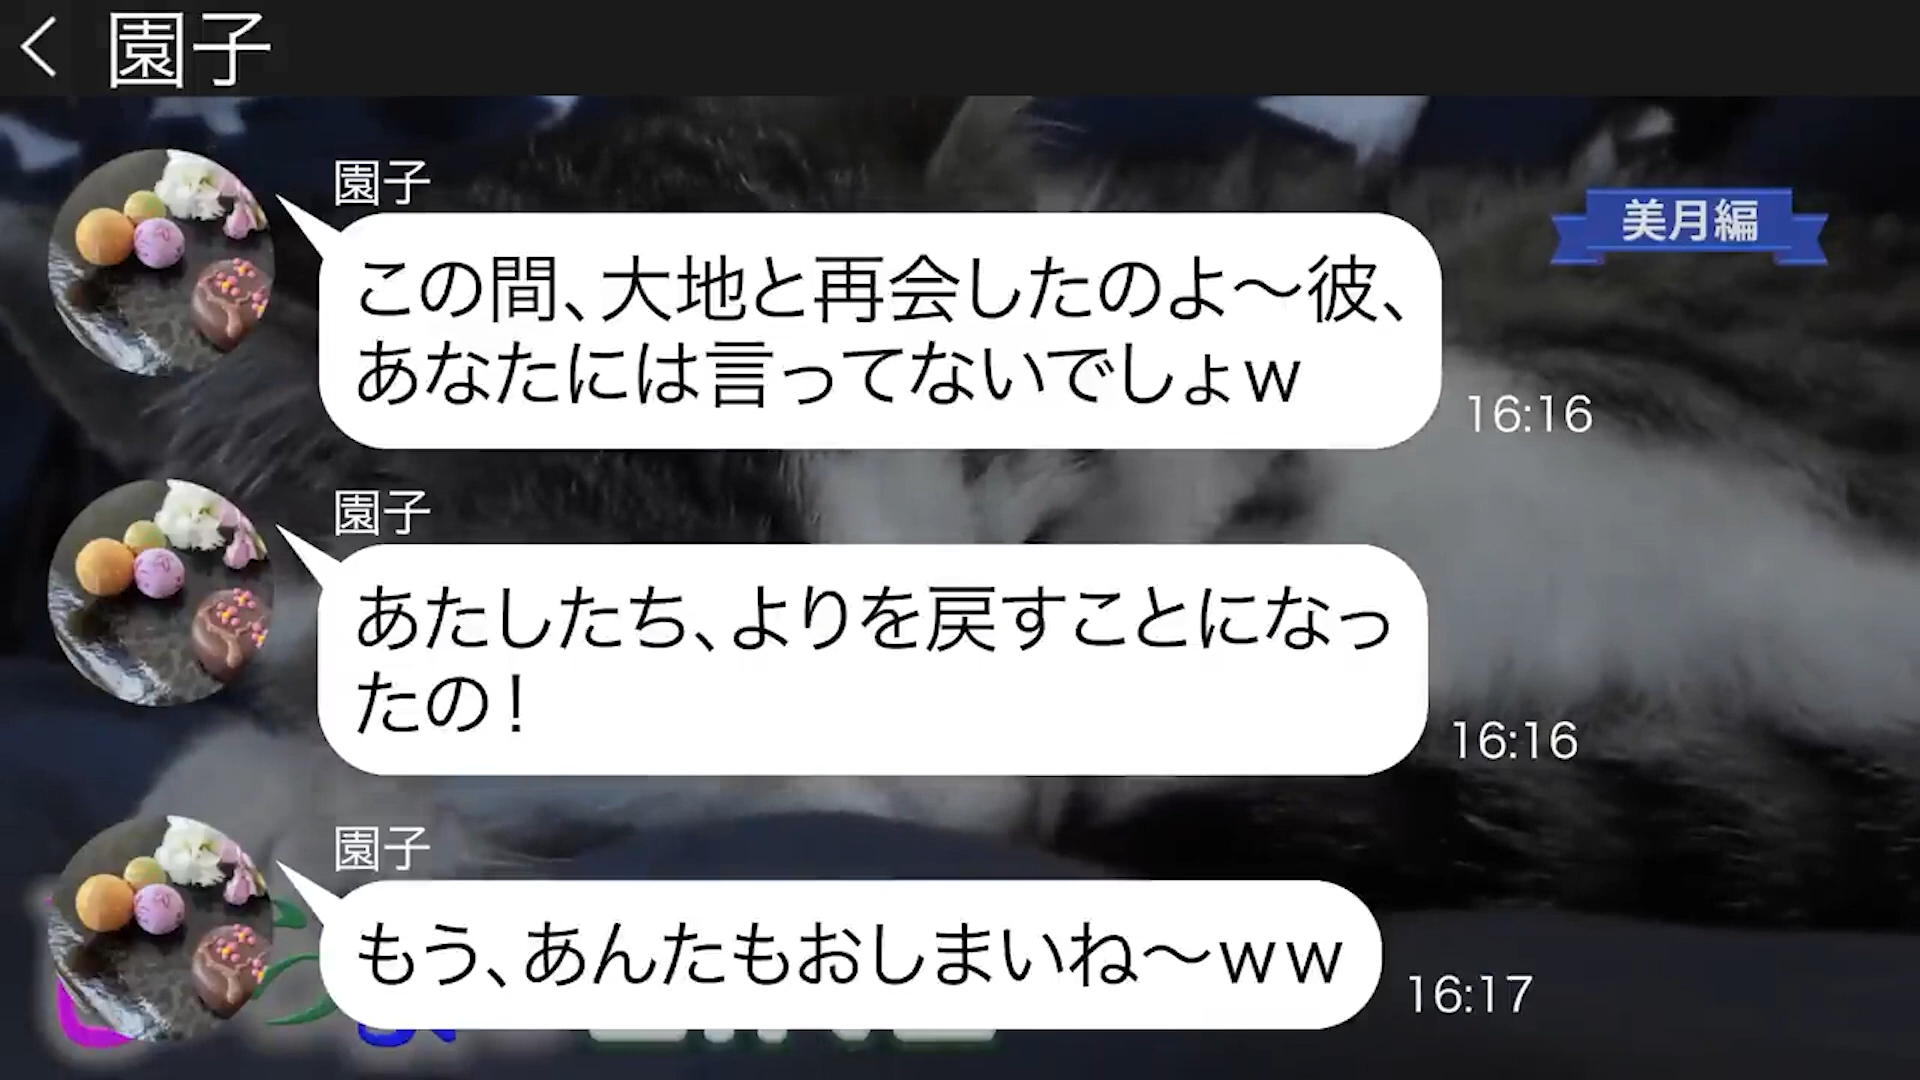 園子
美月編
園子
この間、大地と再会したのよ～彼、
あなたには言ってないでしょw
16:16
園子
あたしたち、よりを戻すことになっ
たの！
16:16
園子
もう、あんたもおしまいね～ww
16:17